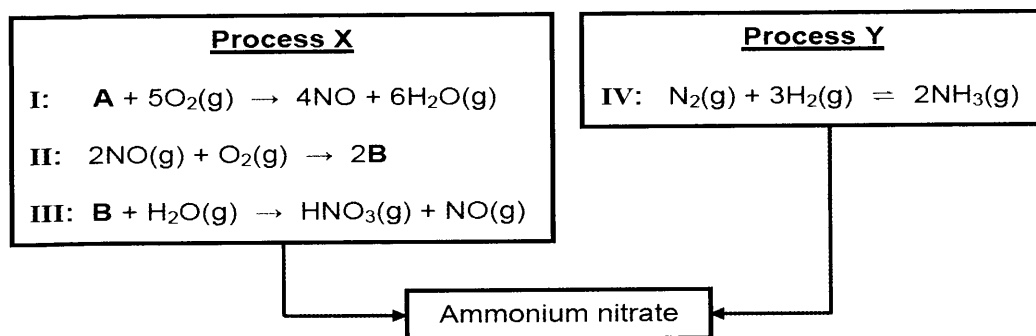 Process X
I: A + 5O₂(g) → 4NO + 6H₂O(g)
II: 2NO(g) + O₂(g) → 2B
III: B + H₂O(g) → HNO₃(g) + NO(g)
Process Y
IV: N₂(g) + 3H₂(g) ⇌ 2NH₃(g)
Ammonium nitrate